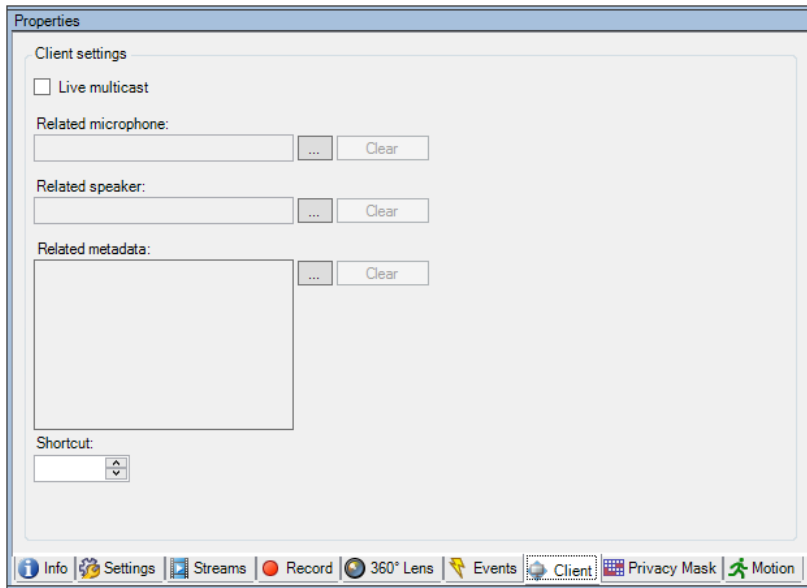 Properties
Client settings
Live multicast
Related microphone:
... Clear
Related speaker:
... Clear
Related metadata:
... Clear
Shortcut:
Info Settings Streams Record 360° Lens Events Client Privacy Mask Motion